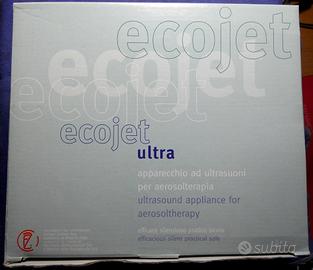 ecojet
ecojet
ecojet
ecojet
ultra
apparecchio ad ultrasuoni
per aerosolterapia
ultrasound appliance for
aerosoltherapy
efficace silenzioso pratico sicuro
efficacious silent practical safe
subito